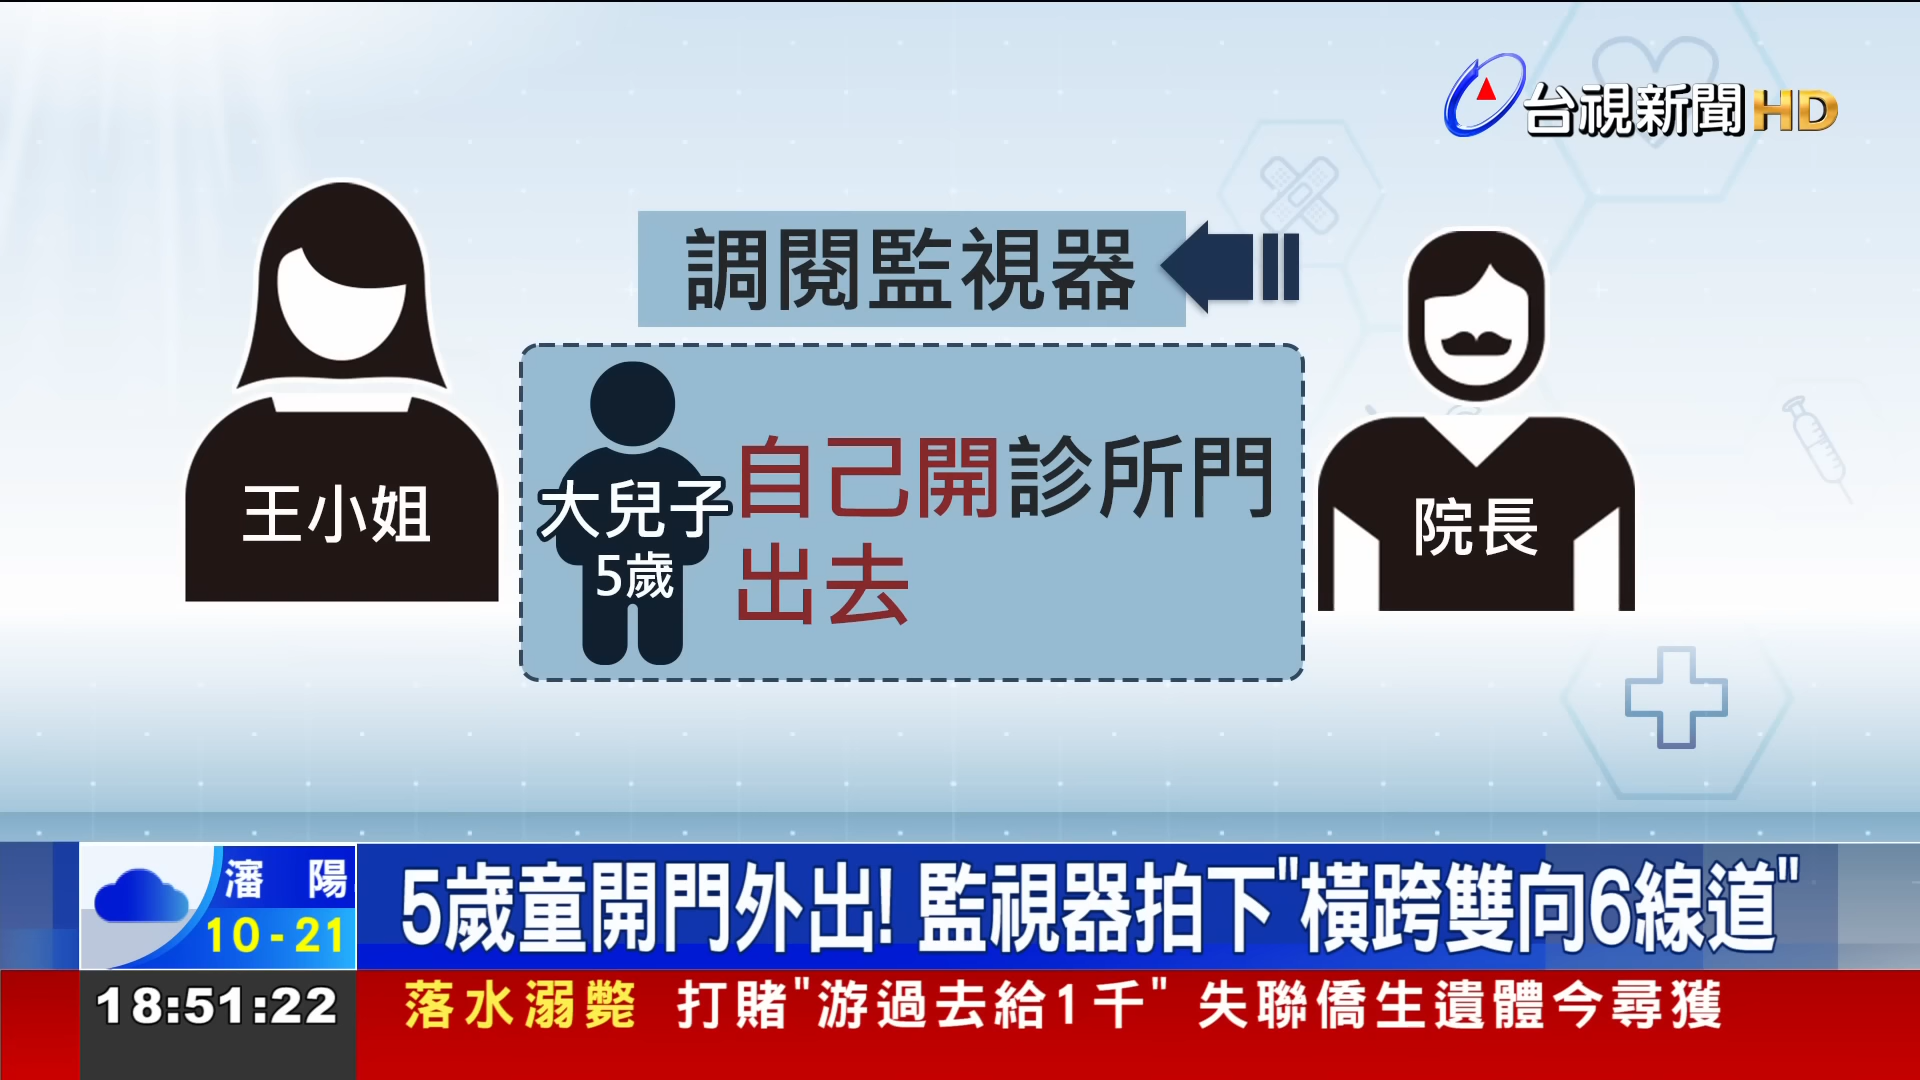 台視新聞HD
調閱監視器
王小姐
大兒子
5歲
自己開診所門
出去
院長
瀋 陽
10-21
5歲童開門外出! 監視器拍下"橫跨雙向6線道"
18:51:22
落水溺斃 打賭"游過去給1千" 失聯僑生遺體今尋獲